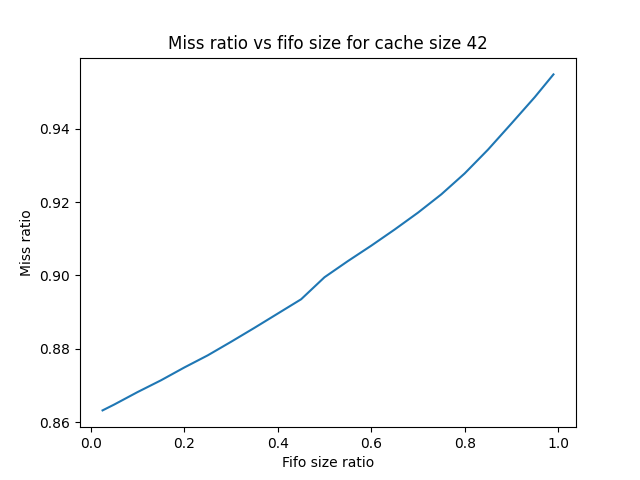 Miss ratio vs fifo size for cache size 42
0.94
0.92
0.90
0.88
0.86
Miss ratio
0.0 0.2 0.4 0.6 0.8 1.0
Fifo size ratio